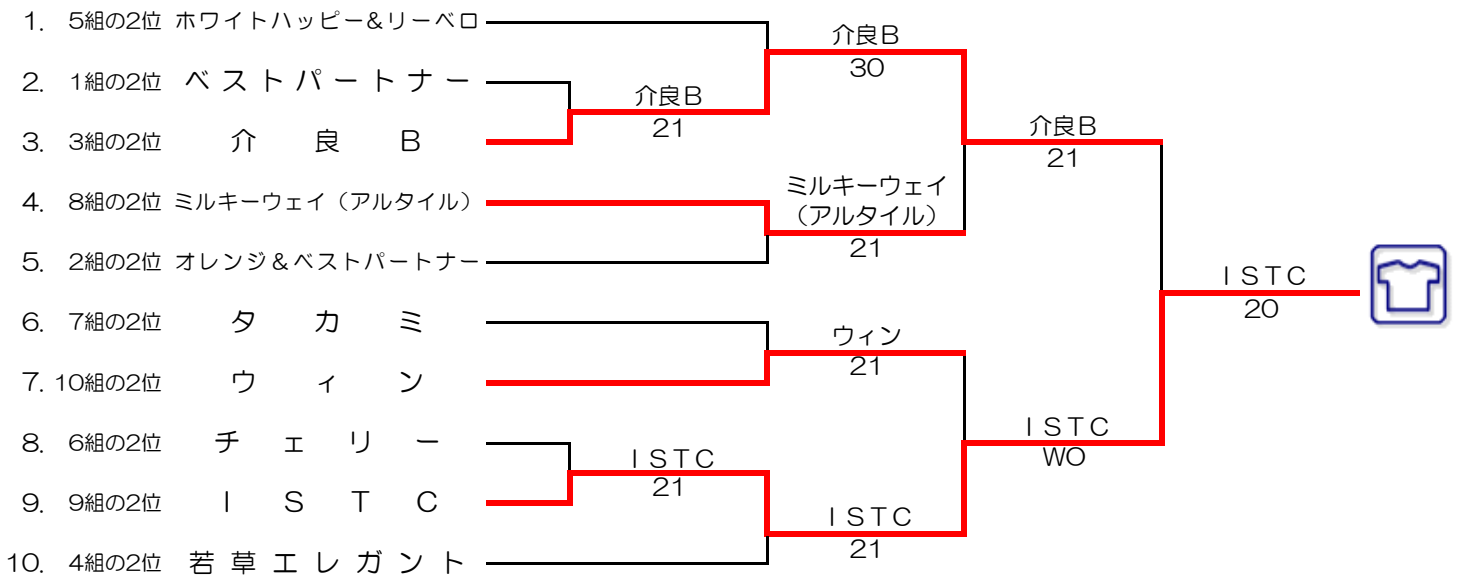 1. 5組の2位 ホワイトハッピー&リーベロ
介良B
30
2. 1組の2位 ベストパートナー
介良B
21
3. 3組の2位 介良B
介良B
21
4. 8組の2位 ミルキーウェイ（アルタイル）
ミルキーウェイ
（アルタイル）
21
5. 2組の2位 オレンジ＆ベストパートナー
ISTC
20
6. 7組の2位 タカミ
ウィン
21
7. 10組の2位 ウィン
8. 6組の2位 チェリー
ISTC
WO
ISTC
21
9. 9組の2位 ISTC
ISTC
21
10. 4組の2位 若草エレガント